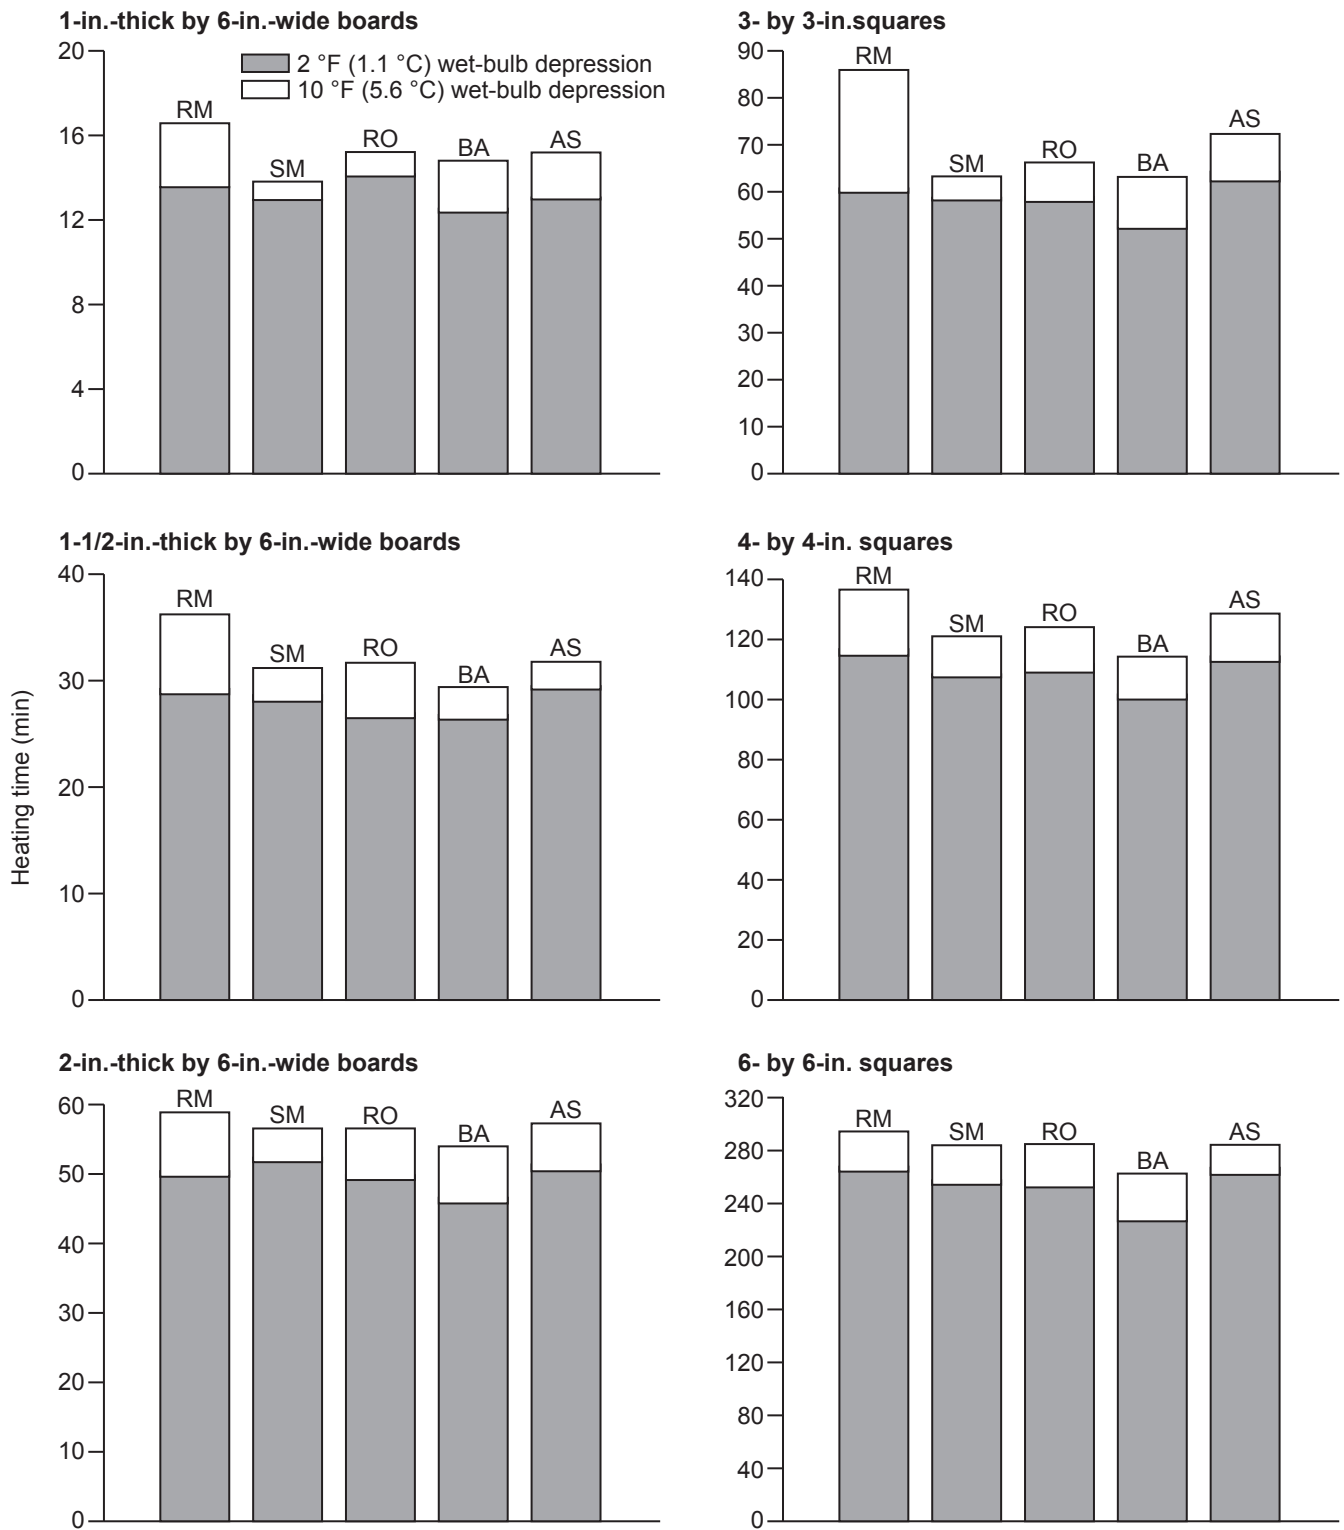 1-in.-thick by 6-in.-wide boards
20
16
12
8
4
0
2 °F (1.1 °C) wet-bulb depression
10 °F (5.6 °C) wet-bulb depression
RM
SM
RO
BA
AS
3- by 3-in.squares
90
80
70
60
50
40
30
20
10
0
RM
SM
RO
BA
AS
Heating time (min)
1-1/2-in.-thick by 6-in.-wide boards
40
30
20
10
0
RM
SM
RO
BA
AS
4- by 4-in. squares
140
120
100
80
60
40
20
0
RM
SM
RO
BA
AS
2-in.-thick by 6-in.-wide boards
60
50
40
30
20
10
0
RM
SM
RO
BA
AS
6- by 6-in. squares
320
280
240
200
160
120
80
40
0
RM
SM
RO
BA
AS